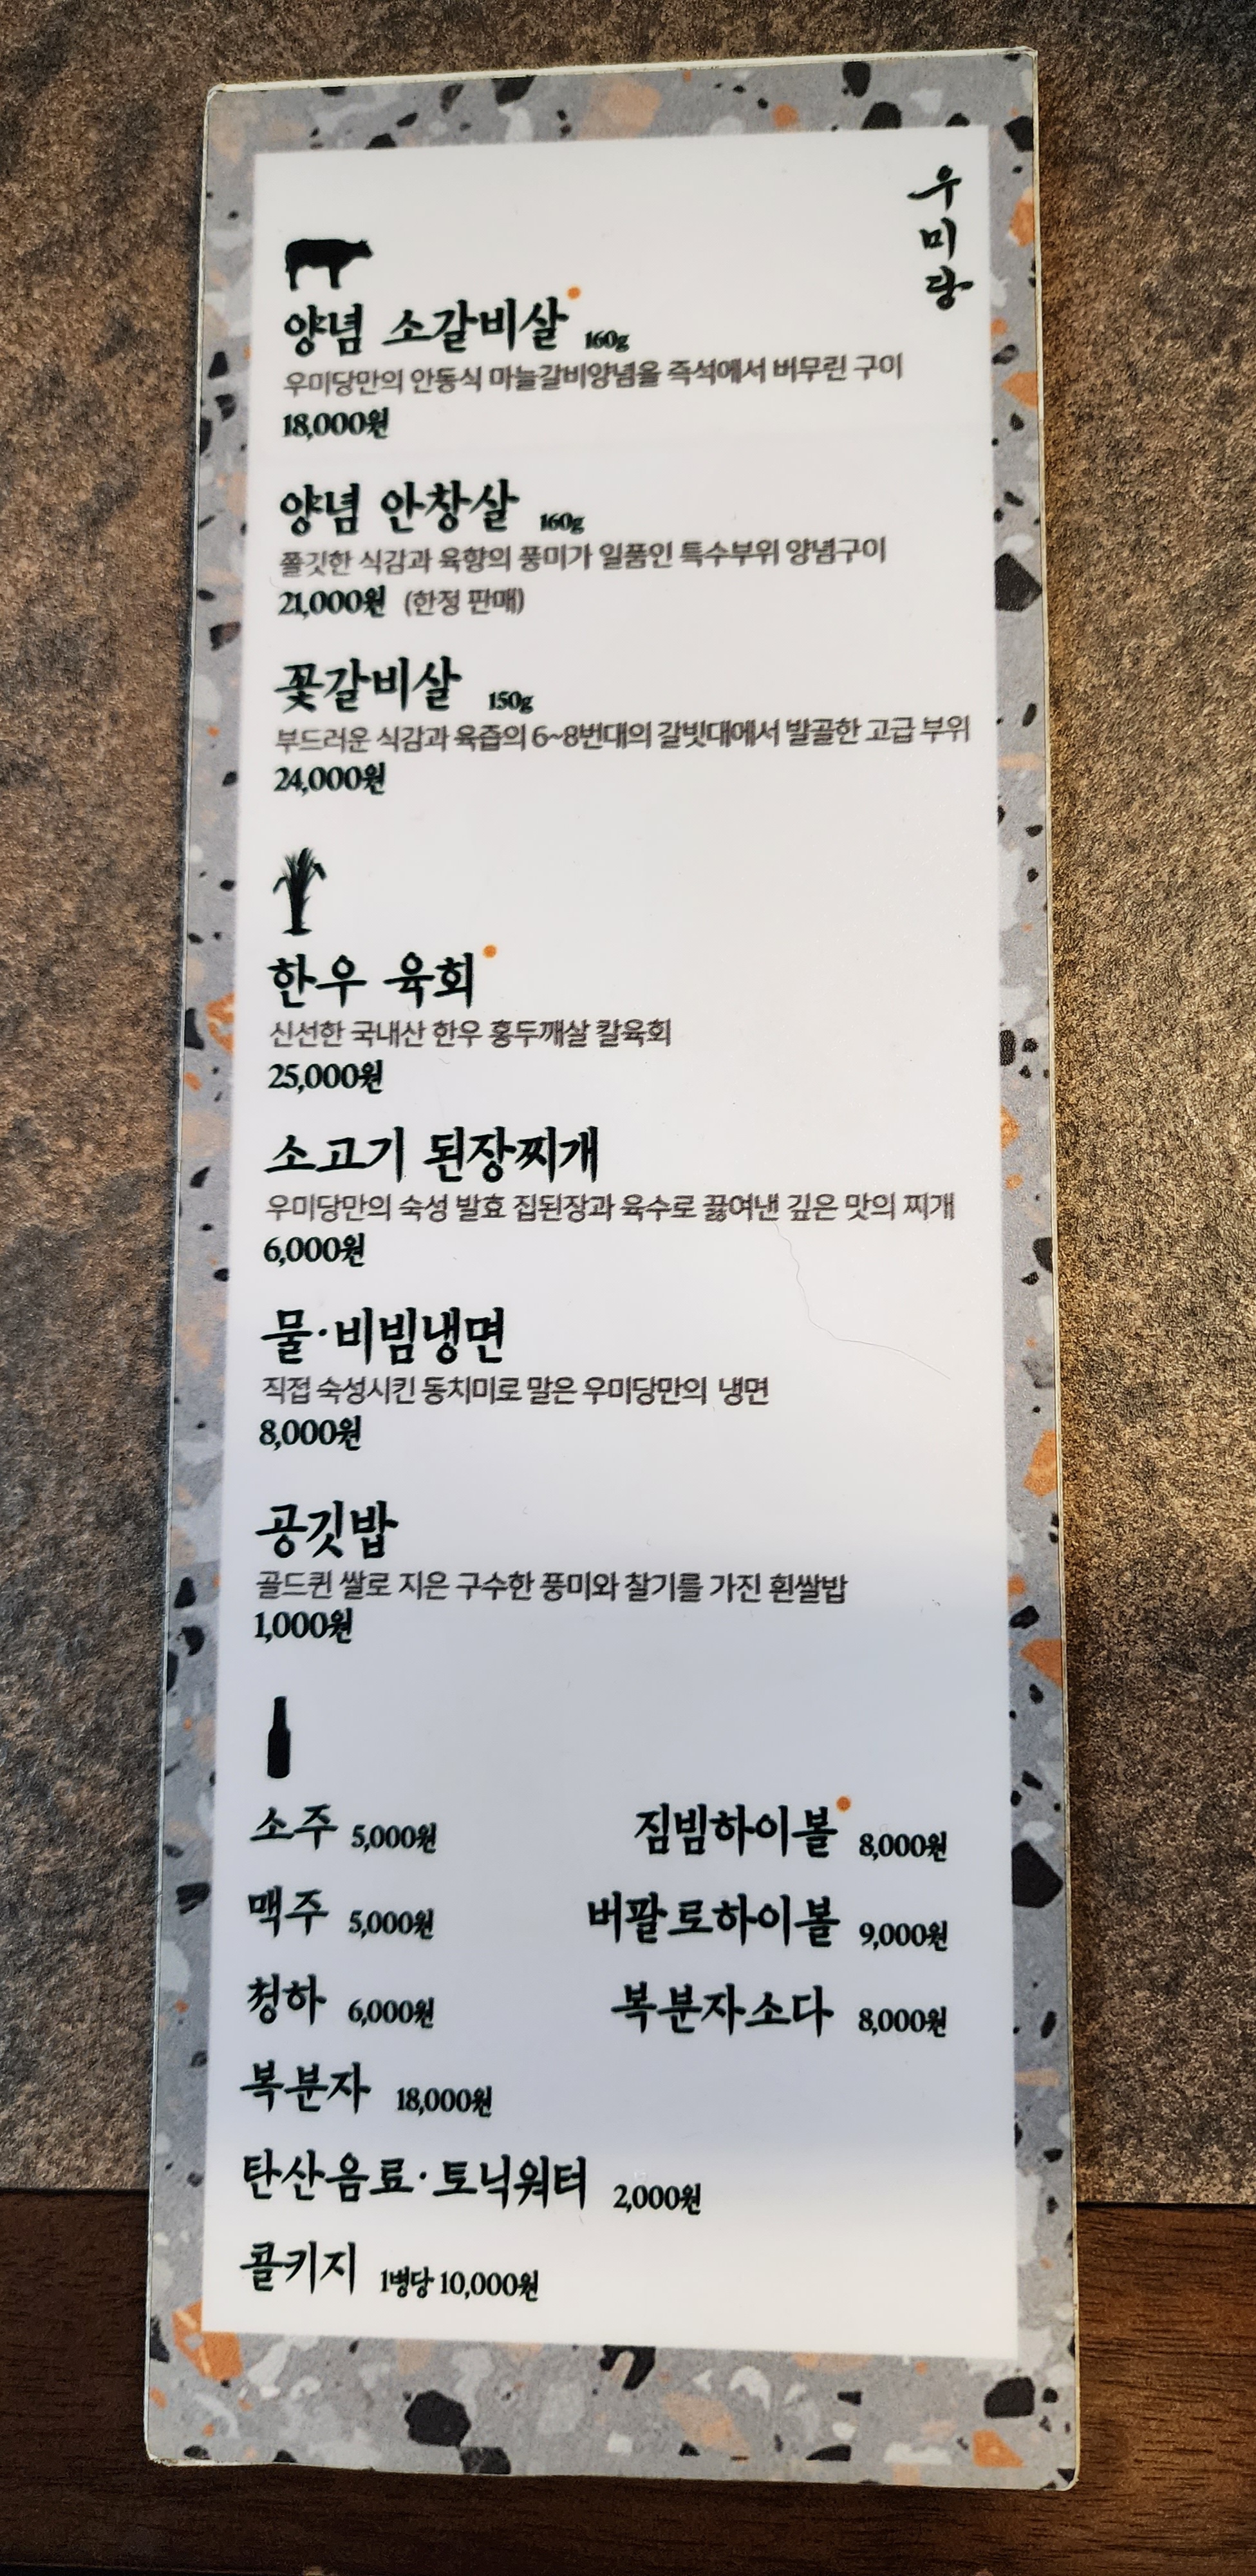 우미당
양념 소갈비살 160g
우미당만의 안동식 마늘갈비양념을 즉석에서 버무린 구이
18,000원
양념 안창살 160g
쫄깃한 식감과 육향의 풍미가 일품인 특수부위 양념구이
21,000원 (한정 판매)
꽃갈비살 150g
부드러운 식감과 육즙의 6~8번대의 갈빗대에서 발골한 고급 부위
24,000원
한우 육회
신선한 국내산 한우 홍두깨살 칼육회
25,000원
소고기 된장찌개
우미당만의 숙성 발효 집된장과 육수로 끓여낸 깊은 맛의 찌개
6,000원
물·비빔냉면
직접 숙성시킨 동치미로 말은 우미당만의 냉면
8,000원
공깃밥
골드퀸 쌀로 지은 구수한 풍미와 찰기를 가진 흰쌀밥
1,000원
소주 5,000원
맥주 5,000원
청하 6,000원
복분자 18,000원
탄산음료·토닉워터 2,000원
콜키지 1병당 10,000원
짐빔하이볼 8,000원
버팔로하이볼 9,000원
복분자소다 8,000원